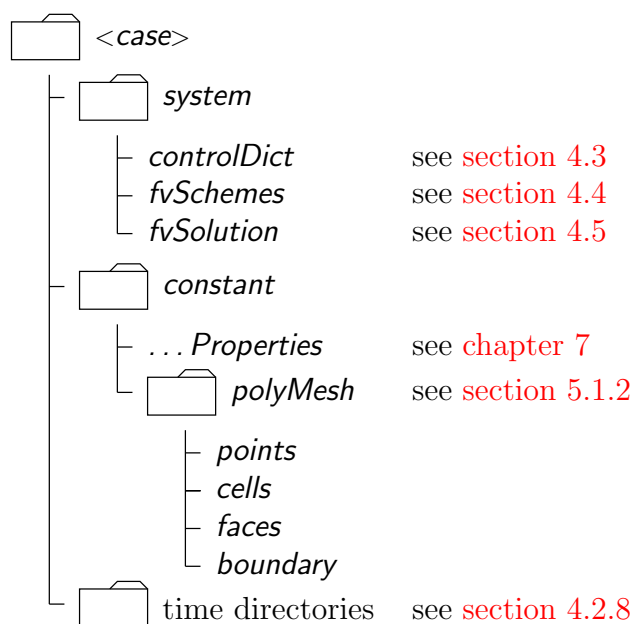 <case>
system
controlDict see section 4.3
fvSchemes see section 4.4
fvSolution see section 4.5
constant
...Properties see chapter 7
polyMesh see section 5.1.2
points
cells
faces
boundary
time directories see section 4.2.8